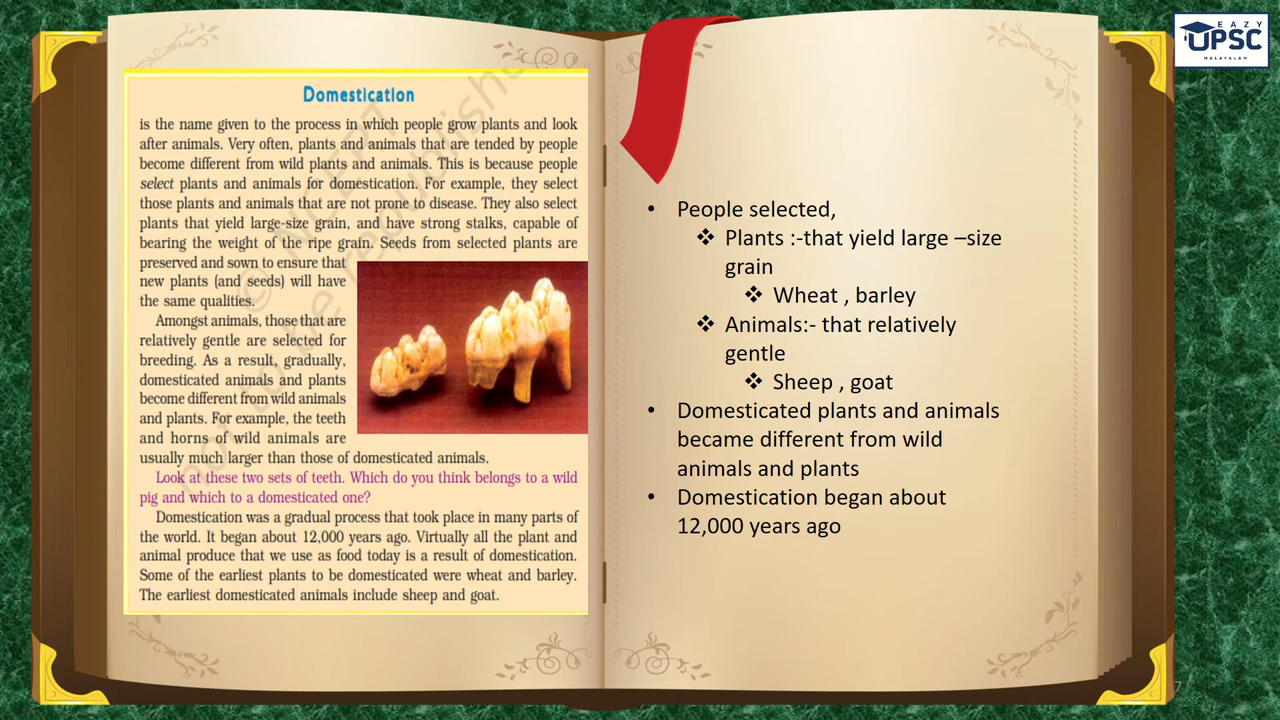 Domestication
is the name given to the process in which people grow plants and look
after animals. Very often, plants and animals that are tended by people
become different from wild plants and animals. This is because people
select plants and animals for domestication. For example, they select
those plants and animals that are not prone to disease. They also select
plants that yield large-size grain, and have strong stalks, capable of
bearing the weight of the ripe grain. Seeds from selected plants are
preserved and sown to ensure that
new plants (and seeds) will have
the same qualities.
Amongst animals, those that are
relatively gentle are selected for
breeding. As a result, gradually,
domesticated animals and plants
become different from wild animals
and plants. For example, the teeth
and horns of wild animals are
usually much larger than those of domesticated animals.
Look at these two sets of teeth. Which do you think belongs to a wild
pig and which to a domesticated one?
Domestication was a gradual process that took place in many parts of
the world. It began about 12,000 years ago. Virtually all the plant and
animal produce that we use as food today is a result of domestication.
Some of the earliest plants to be domesticated were wheat and barley.
The earliest domesticated animals include sheep and goat.
© NCERT
not to be republished
• People selected,
❖ Plants :-that yield large –size
grain
❖ Wheat , barley
❖ Animals:- that relatively
gentle
❖ Sheep , goat
• Domesticated plants and animals
became different from wild
animals and plants
• Domestication began about
12,000 years ago
EAZY
UPSC
MALAYALAM
7